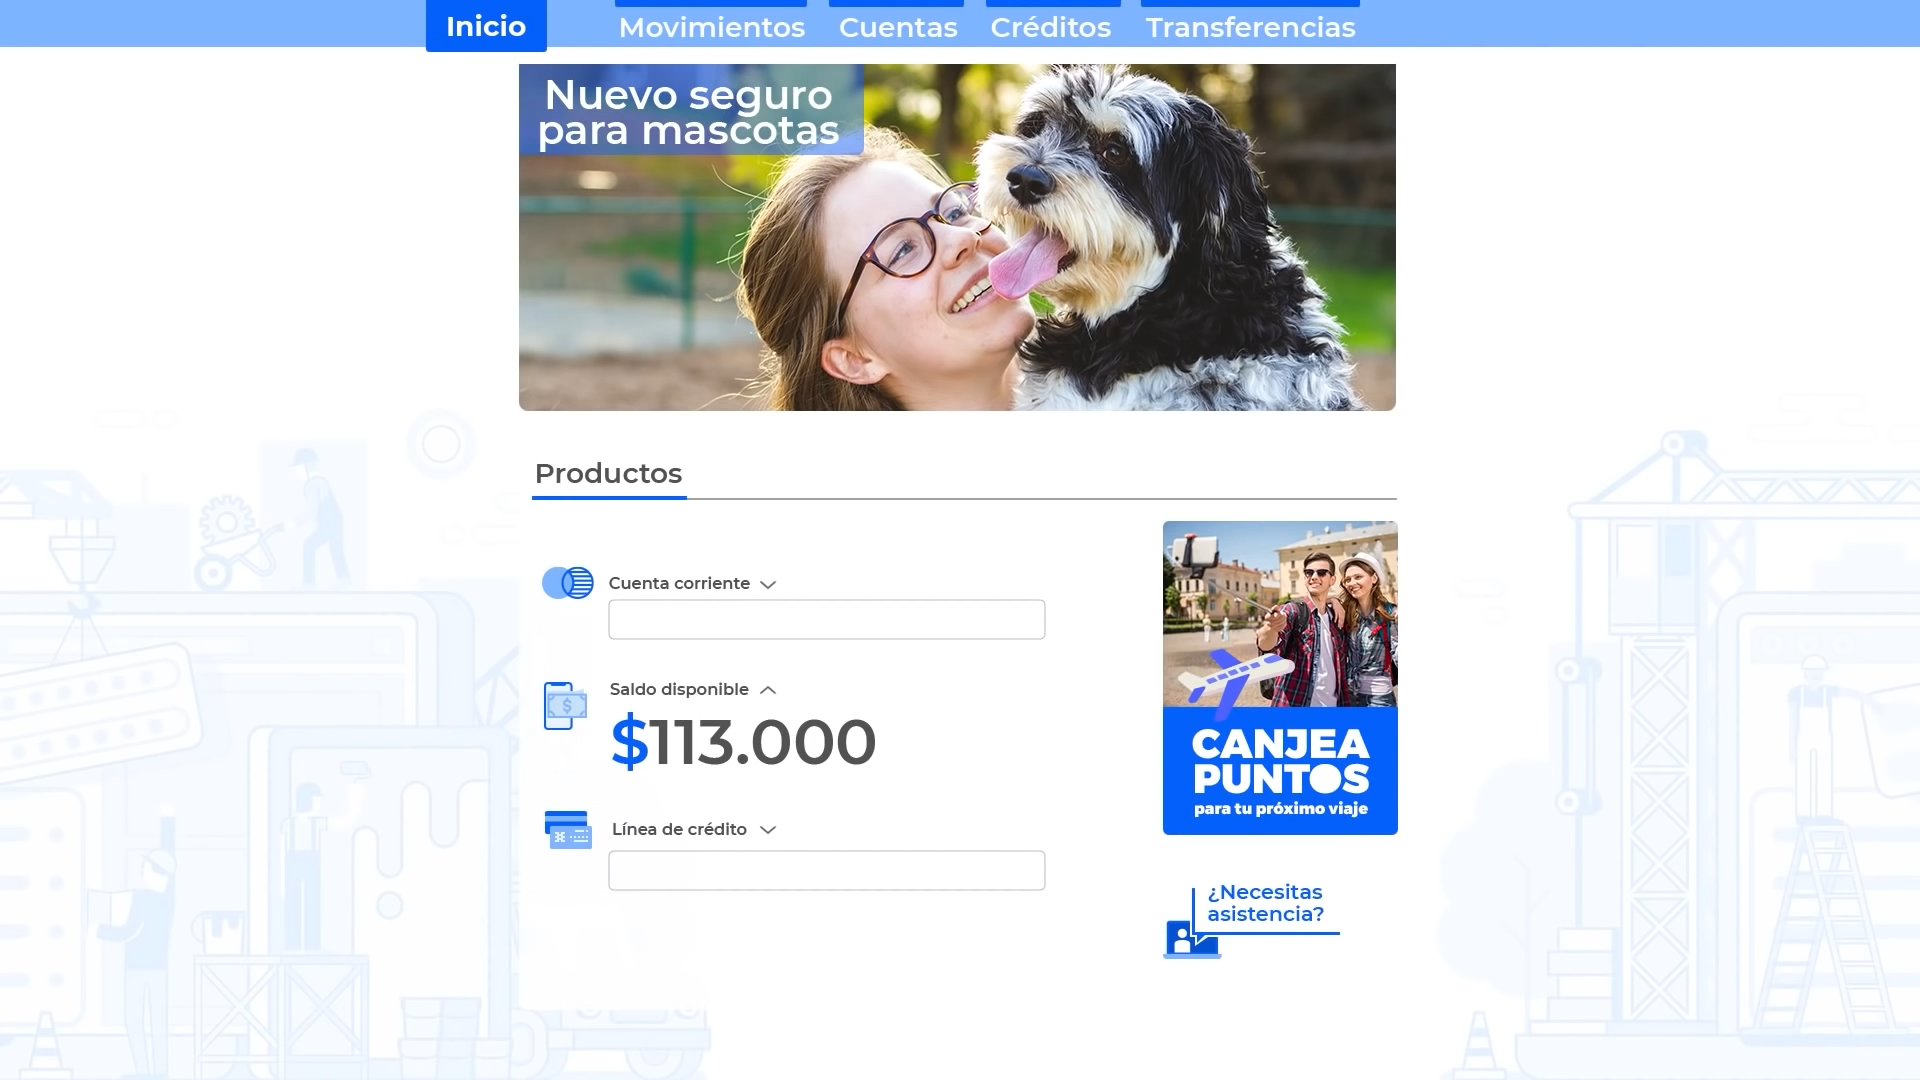 Inicio
Movimientos
Cuentas
Créditos
Transferencias
Nuevo seguro
para mascotas
Productos
Cuenta corriente
Saldo disponible
$113.000
Línea de crédito
CANJEA
PUNTOS
para tu próximo viaje
¿Necesitas
asistencia?